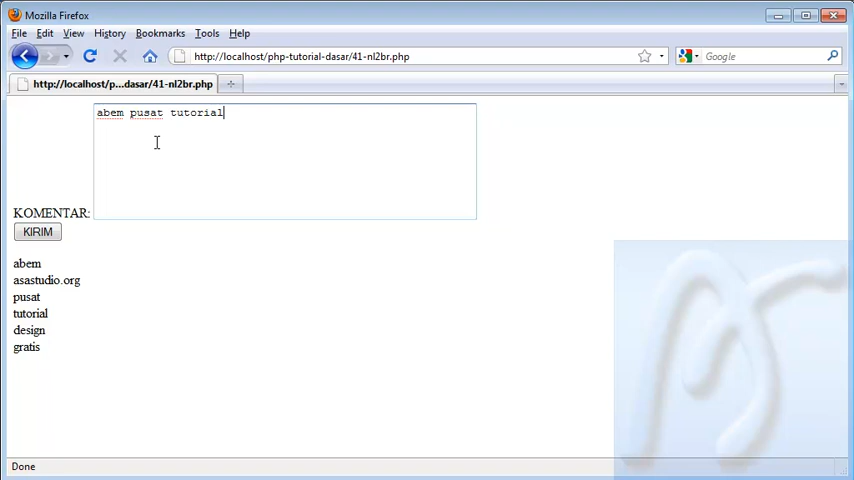 Mozilla Firefox
File Edit View History Bookmarks Tools Help
http://localhost/php-tutorial-dasar/41-nl2br.php
Google
http://localhost/p...dasar/41-nl2br.php
abem pusat tutorial
KOMENTAR:
KIRIM
abem
asastudio.org
pusat
tutorial
design
gratis
Done